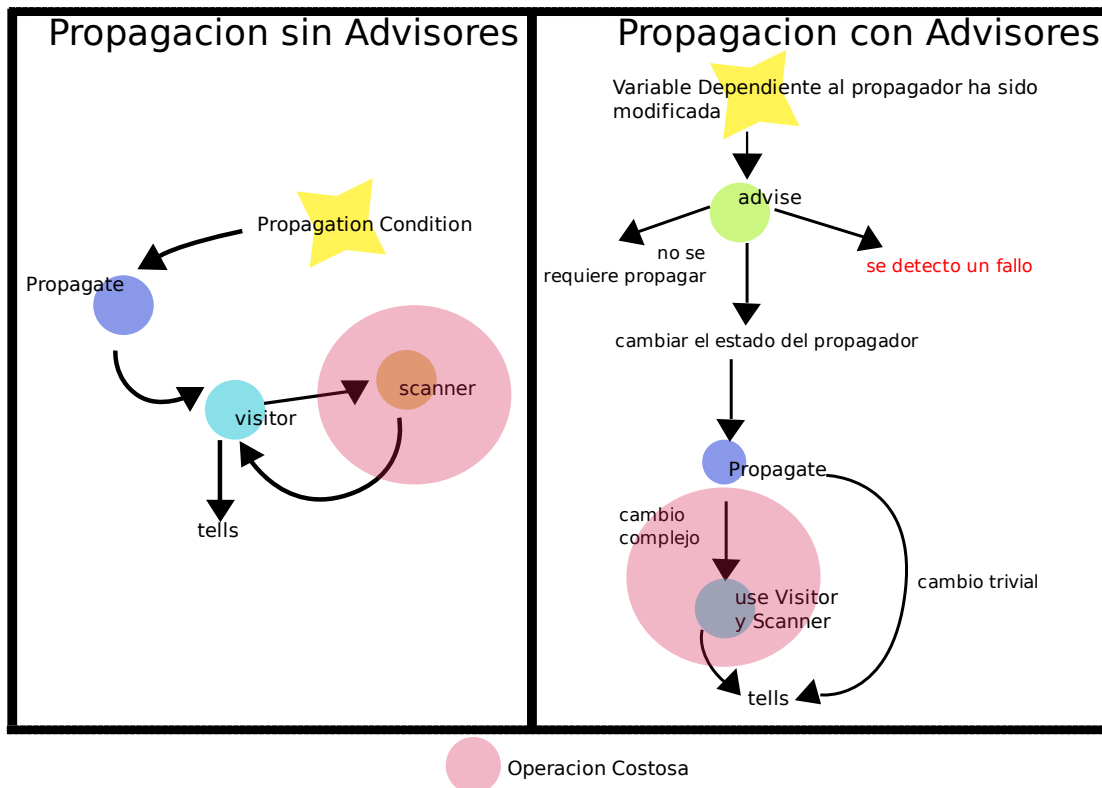 Propagacion sin Advisores
Propagation Condition
Propagate
scanner
visitor
tells
Propagacion con Advisores
Variable Dependiente al propagador ha sido
modificada
advise
no se
requiere propagar
se detecto un fallo
cambiar el estado del propagador
Propagate
cambio
complejo
cambio trivial
use Visitor
y Scanner
tells
Operacion Costosa